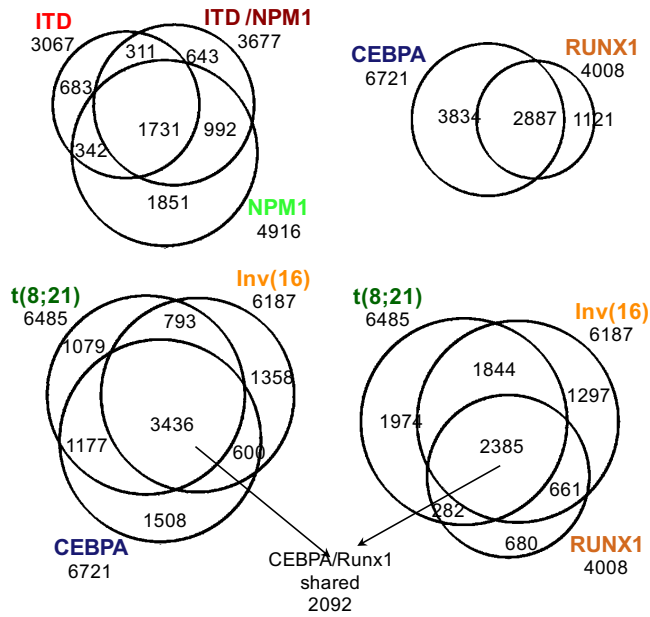 ITD
3067
ITD /NPM1
3677
311
643
683
1731
992
342
1851
NPM1
4916
CEBPA
6721
RUNX1
4008
3834
2887
1121
t(8;21)
6485
Inv(16)
6187
793
1079
1358
3436
1177
600
1508
CEBPA
6721
t(8;21)
6485
Inv(16)
6187
1844
1297
1974
2385
661
282
680
RUNX1
4008
CEBPA/Runx1
shared
2092